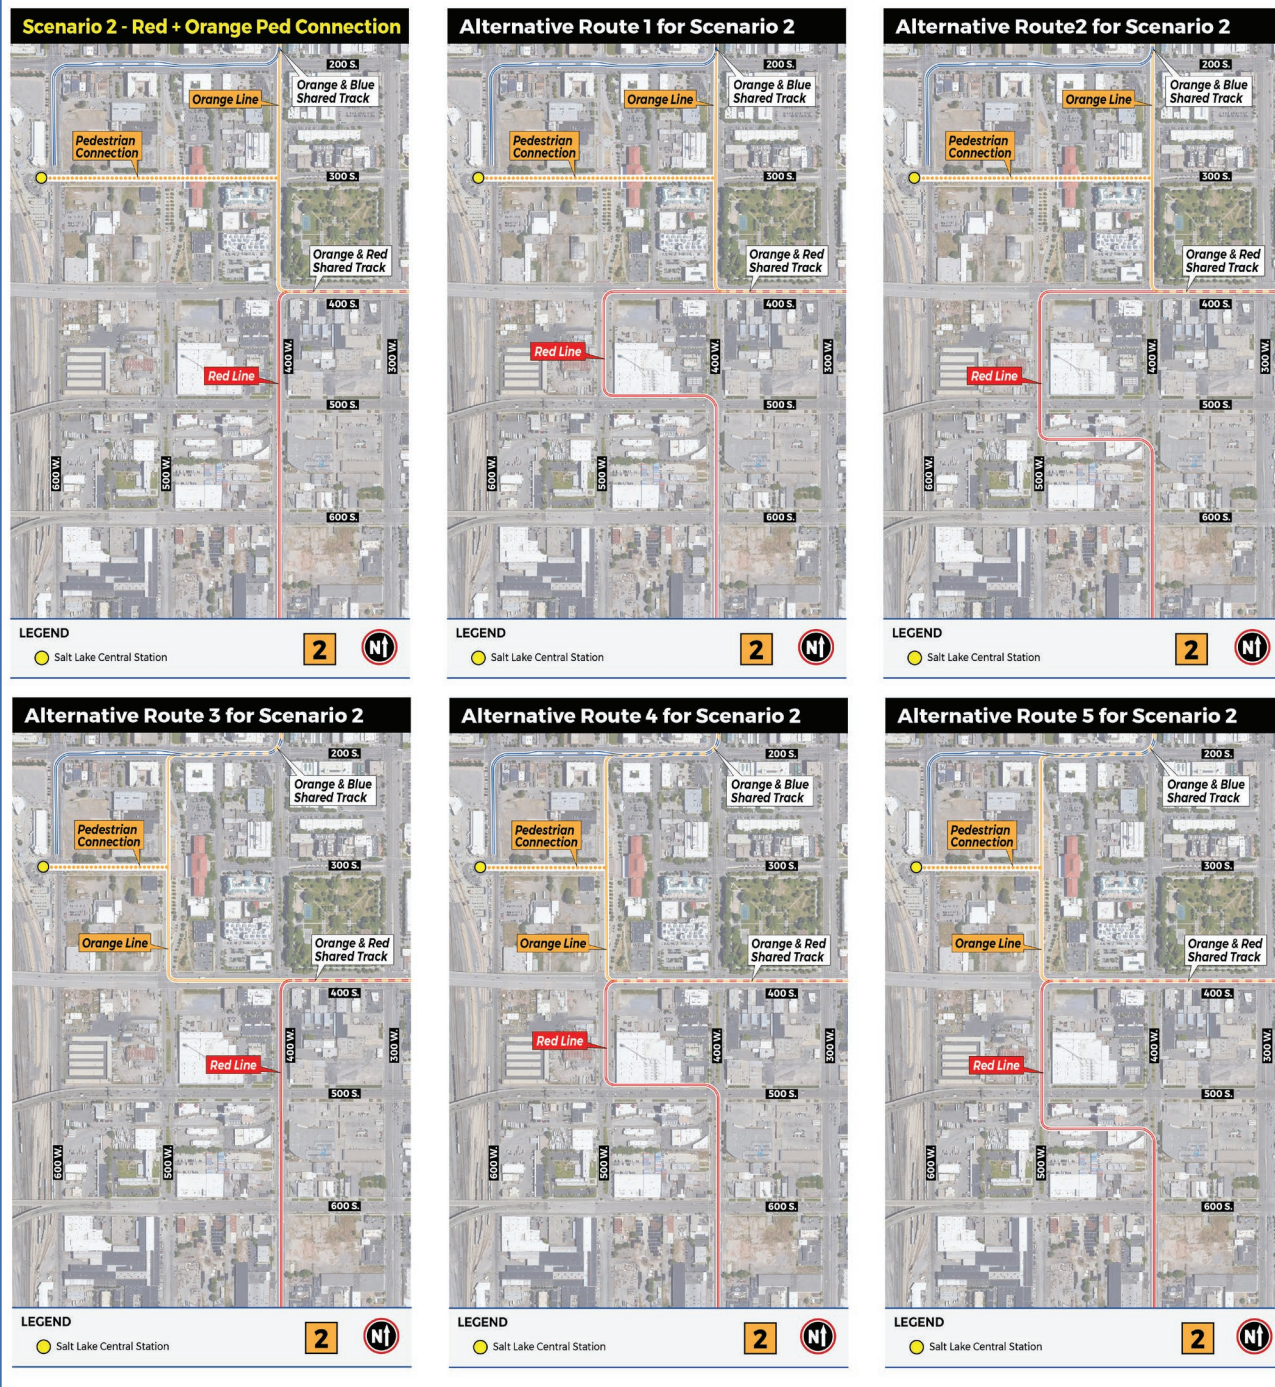 Scenario 2 - Red + Orange Ped Connection
200 S.
Orange & Blue
Shared Track
Orange Line
Pedestrian
Connection
300 S.
Orange & Red
Shared Track
400 S.
400 W.
300 W.
Red Line
500 S.
600 W.
500 W.
600 S.
LEGEND
Salt Lake Central Station
2
N
Alternative Route 1 for Scenario 2
200 S.
Orange & Blue
Shared Track
Orange Line
Pedestrian
Connection
300 S.
Orange & Red
Shared Track
400 S.
Red Line
400 W.
300 W.
500 S.
600 W.
500 W.
600 S.
LEGEND
Salt Lake Central Station
2
N
Alternative Route2 for Scenario 2
200 S.
Orange & Blue
Shared Track
Orange Line
Pedestrian
Connection
300 S.
Orange & Red
Shared Track
400 S.
400 W.
300 W.
Red Line
500 S.
600 W.
500 W.
600 S.
LEGEND
Salt Lake Central Station
2
N
Alternative Route 3 for Scenario 2
200 S.
Orange & Blue
Shared Track
Pedestrian
Connection
300 S.
Orange Line
Orange & Red
Shared Track
400 S.
400 W.
300 W.
Red Line
500 S.
600 W.
500 W.
600 S.
LEGEND
Salt Lake Central Station
2
N
Alternative Route 4 for Scenario 2
200 S.
Orange & Blue
Shared Track
Pedestrian
Connection
300 S.
Orange Line
Orange & Red
Shared Track
400 S.
Red Line
400 W.
300 W.
500 S.
600 W.
500 W.
600 S.
LEGEND
Salt Lake Central Station
2
N
Alternative Route 5 for Scenario 2
200 S.
Orange & Blue
Shared Track
Pedestrian
Connection
300 S.
Orange Line
Orange & Red
Shared Track
400 S.
400 W.
300 W.
Red Line
500 S.
600 W.
500 W.
600 S.
LEGEND
Salt Lake Central Station
2
N